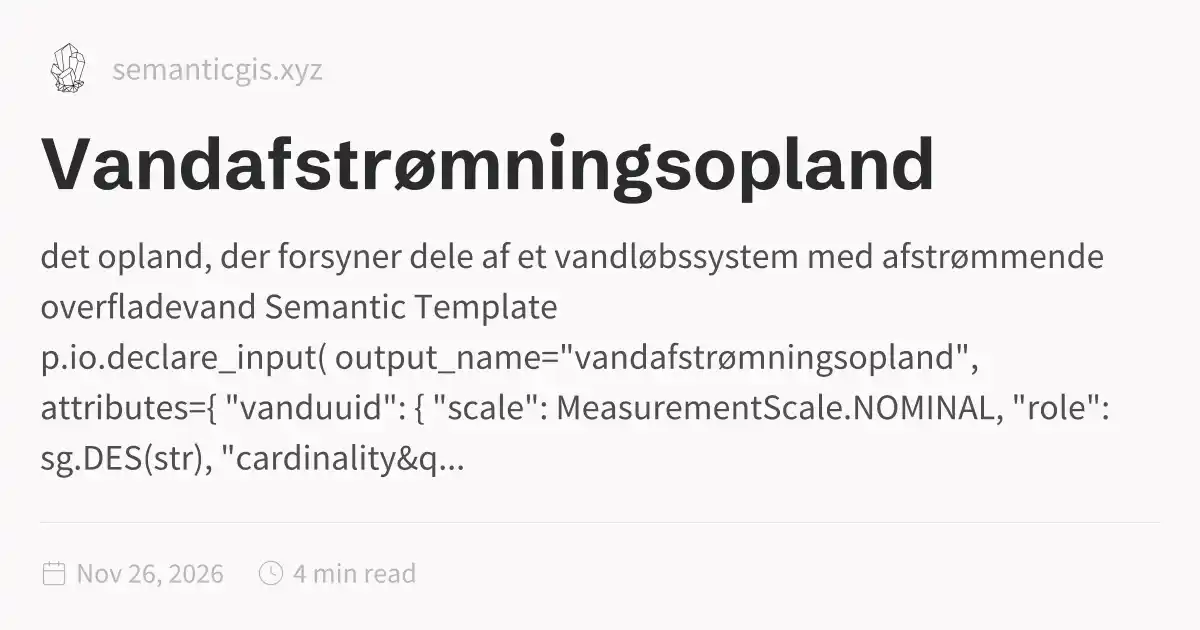 semanticgis.xyz
Vandafstrømningsopland
det opland, der forsyner dele af et vandløbssystem med afstrømmende
overfladevand Semantic Template
p.io.declare_input( output_name="vandafstrømningsopland",
attributes={ "vanduuid": { "scale": MeasurementScale.NOMINAL, "role":
sg.DES(str), "cardinality&q...
Nov 26, 2026 4 min read